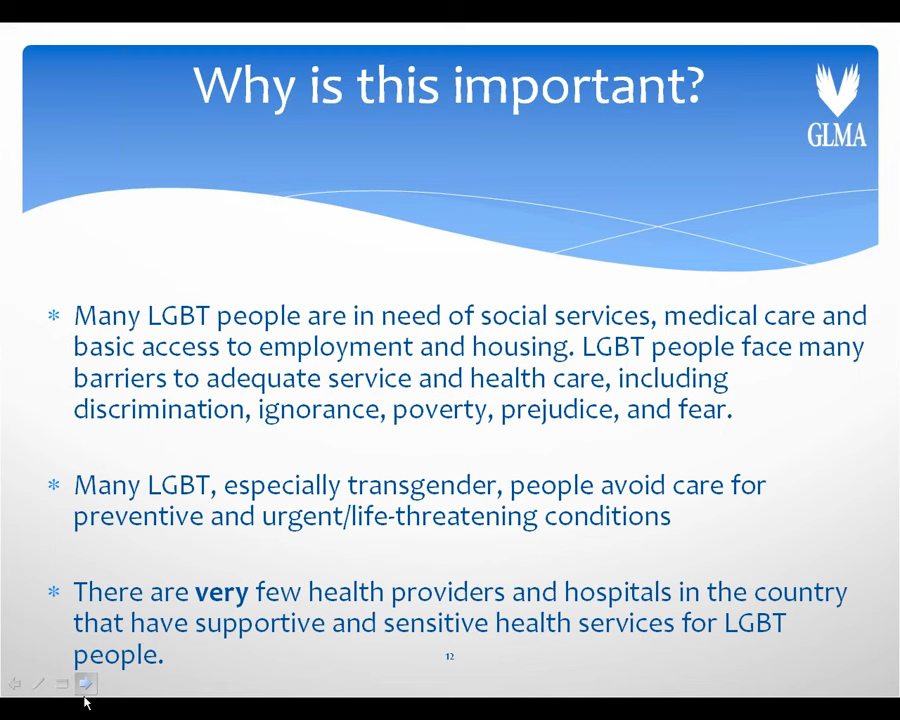 Why is this important?
GLMA
* Many LGBT people are in need of social services, medical care and
basic access to employment and housing. LGBT people face many
barriers to adequate service and health care, including
discrimination, ignorance, poverty, prejudice, and fear.
* Many LGBT, especially transgender, people avoid care for
preventive and urgent/life-threatening conditions
* There are very few health providers and hospitals in the country
that have supportive and sensitive health services for LGBT
people.
12